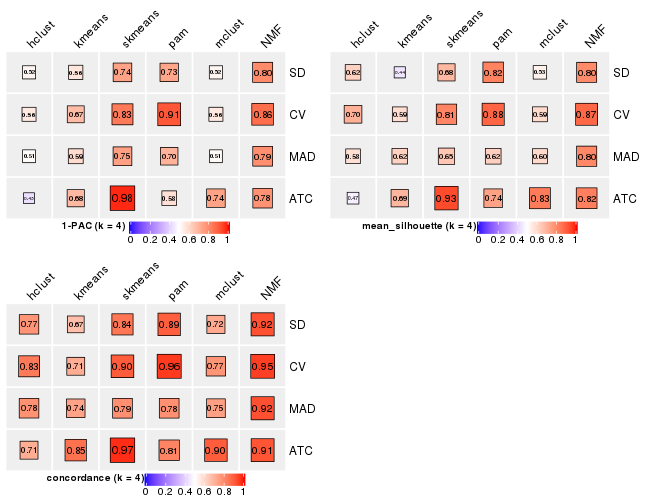 hclust kmeans skmeans pam mclust NMF
0.52 0.56 0.74 0.73 0.52 0.80 SD
0.56 0.67 0.83 0.91 0.56 0.86 CV
0.51 0.59 0.75 0.70 0.51 0.79 MAD
0.68 0.98 0.58 0.74 0.78 ATC
1-PAC (k = 4)
0 0.2 0.4 0.6 0.8 1
hclust kmeans skmeans pam mclust NMF
0.62 0.44 0.68 0.82 0.53 0.80 SD
0.70 0.59 0.81 0.88 0.59 0.87 CV
0.58 0.62 0.65 0.62 0.60 0.80 MAD
0.47 0.69 0.93 0.74 0.83 0.82 ATC
mean_silhouette (k = 4)
0 0.2 0.4 0.6 0.8 1
hclust kmeans skmeans pam mclust NMF
0.77 0.67 0.84 0.89 0.72 0.92 SD
0.83 0.71 0.90 0.96 0.77 0.95 CV
0.78 0.74 0.79 0.78 0.75 0.92 MAD
0.71 0.85 0.97 0.81 0.90 0.91 ATC
concordance (k = 4)
0 0.2 0.4 0.6 0.8 1